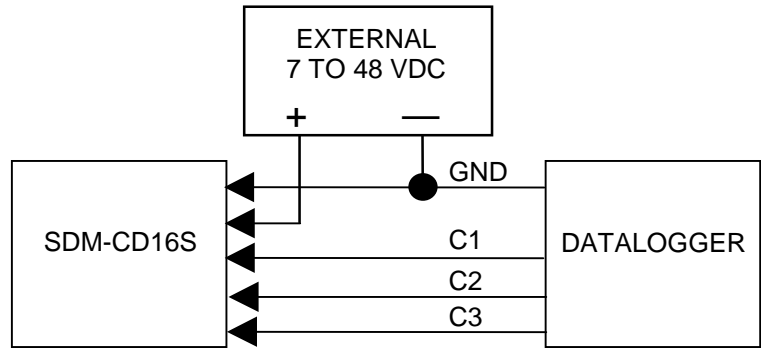 EXTERNAL
7 TO 48 VDC
+ —
GND
SDM-CD16S
C1
DATALOGGER
C2
C3